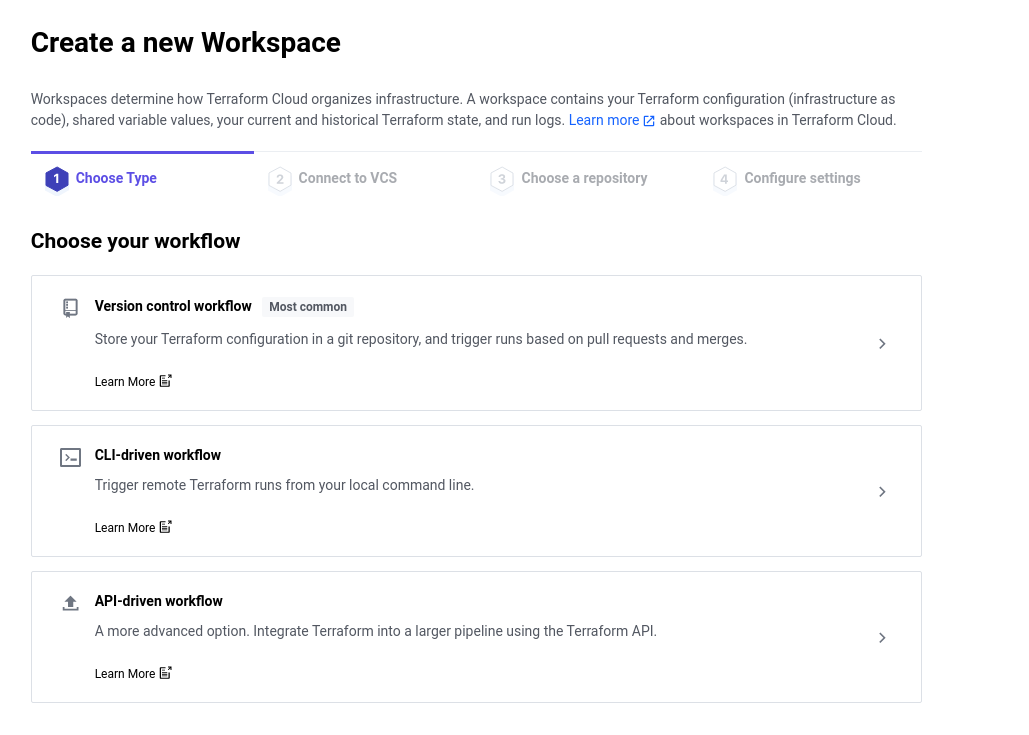 Create a new Workspace
Workspaces determine how Terraform Cloud organizes infrastructure. A workspace contains your Terraform configuration (infrastructure as
code), shared variable values, your current and historical Terraform state, and run logs. Learn more about workspaces in Terraform Cloud.
1 Choose Type 2 Connect to VCS 3 Choose a repository 4 Configure settings
Choose your workflow
Version control workflow Most common
Store your Terraform configuration in a git repository, and trigger runs based on pull requests and merges.
Learn More
CLI-driven workflow
Trigger remote Terraform runs from your local command line.
Learn More
API-driven workflow
A more advanced option. Integrate Terraform into a larger pipeline using the Terraform API.
Learn More